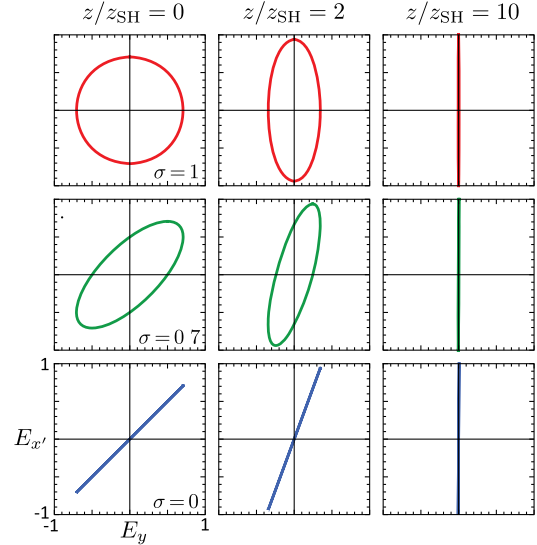 z/z_SH = 0 z/z_SH = 2 z/z_SH = 10
σ = 1
σ = 0 7
1
E_x′
σ = 0
-1
-1 E_y 1